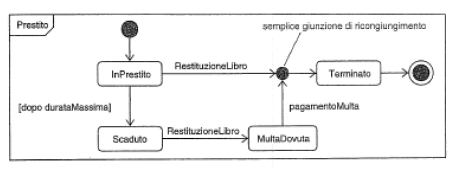 Prestito
semplice giunzione di ricongiungimento
RestituzioneLibro
InPrestito
Terminato
[dopo durataMassima]
pagamentoMulta
RestituzioneLibro
Scaduto
MultaDovuta